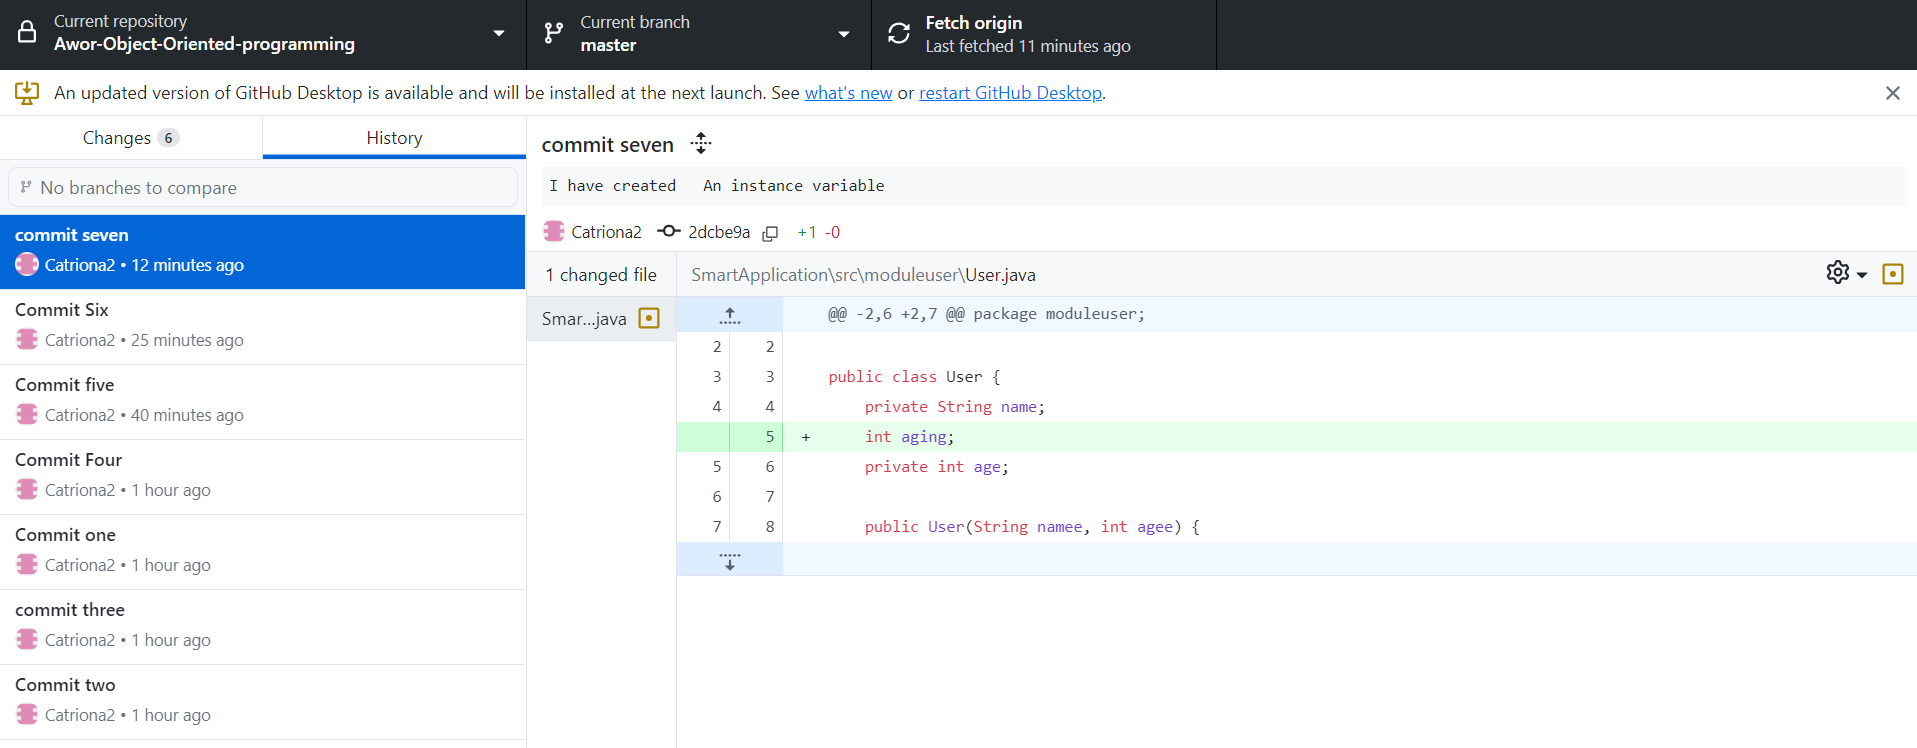 Current repository
Awor-Object-Oriented-programming
Current branch
master
Fetch origin
Last fetched 11 minutes ago
An updated version of GitHub Desktop is available and will be installed at the next launch. See what's new or restart GitHub Desktop.
Changes 6
History
No branches to compare
commit seven
Catriona2 • 12 minutes ago
Commit Six
Catriona2 • 25 minutes ago
Commit five
Catriona2 • 40 minutes ago
Commit Four
Catriona2 • 1 hour ago
Commit one
Catriona2 • 1 hour ago
commit three
Catriona2 • 1 hour ago
Commit two
Catriona2 • 1 hour ago
commit seven
I have created   An instance variable
Catriona2 2dcbe9a +1 -0
1 changed file
Smar...java
SmartApplication\src\moduleuser\User.java
@@ -2,6 +2,7 @@ package moduleuser;
2 2
3 3 public class User {
4 4 private String name;
5 + int aging;
5 6 private int age;
6 7
7 8 public User(String namee, int agee) {